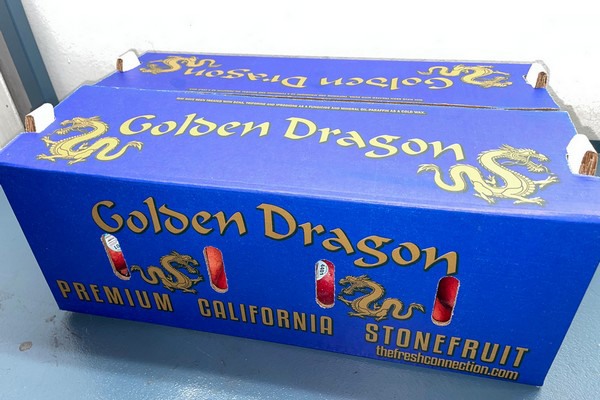 Golden Dragon
Golden Dragon
Golden Dragon
PREMIUM CALIFORNIA STONEFRUIT
thefreshconnection.com